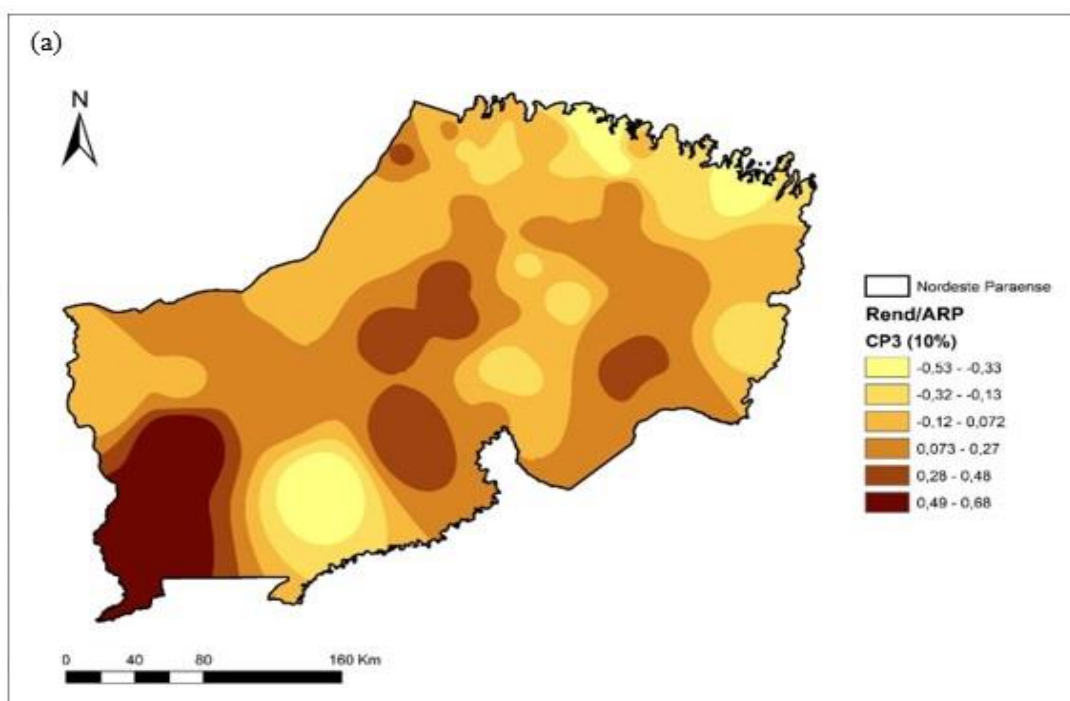 (a)
N
Nordeste Paraense
Rend/ARP
CP3 (10%)
-0,53 - -0,33
-0,32 - -0,13
-0,12 - 0,072
0,073 - 0,27
0,28 - 0,48
0,49 - 0,68
0 40 80 160 Km